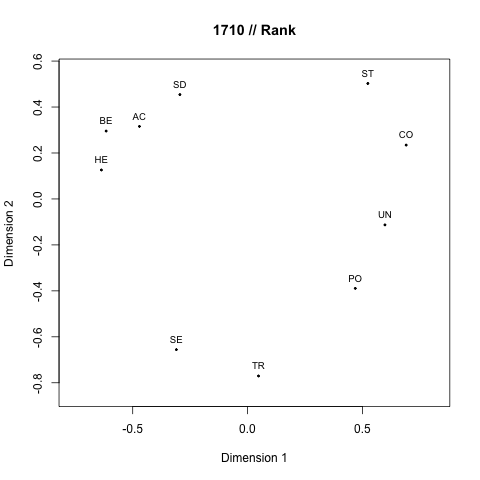 1710 // Rank
0.6
ST
SD
0.4
AC
BE
CO
HE
0.2
0.0
UN
Dimension 2
-0.2
PO
-0.4
SE
-0.6
TR
-0.8
-0.5
0.0
0.5
Dimension 1